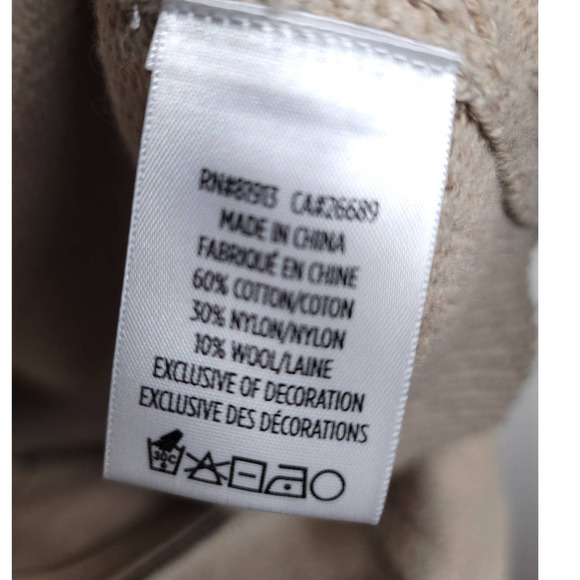 RN#81913 CA#26689
MADE IN CHINA
FABRIQUÉ EN CHINE
60% COTTON/COTON
30% NYLON/NYLON
10% WOOL/LAINE
EXCLUSIVE OF DECORATION
EXCLUSIVE DES DÉCORATIONS
30C